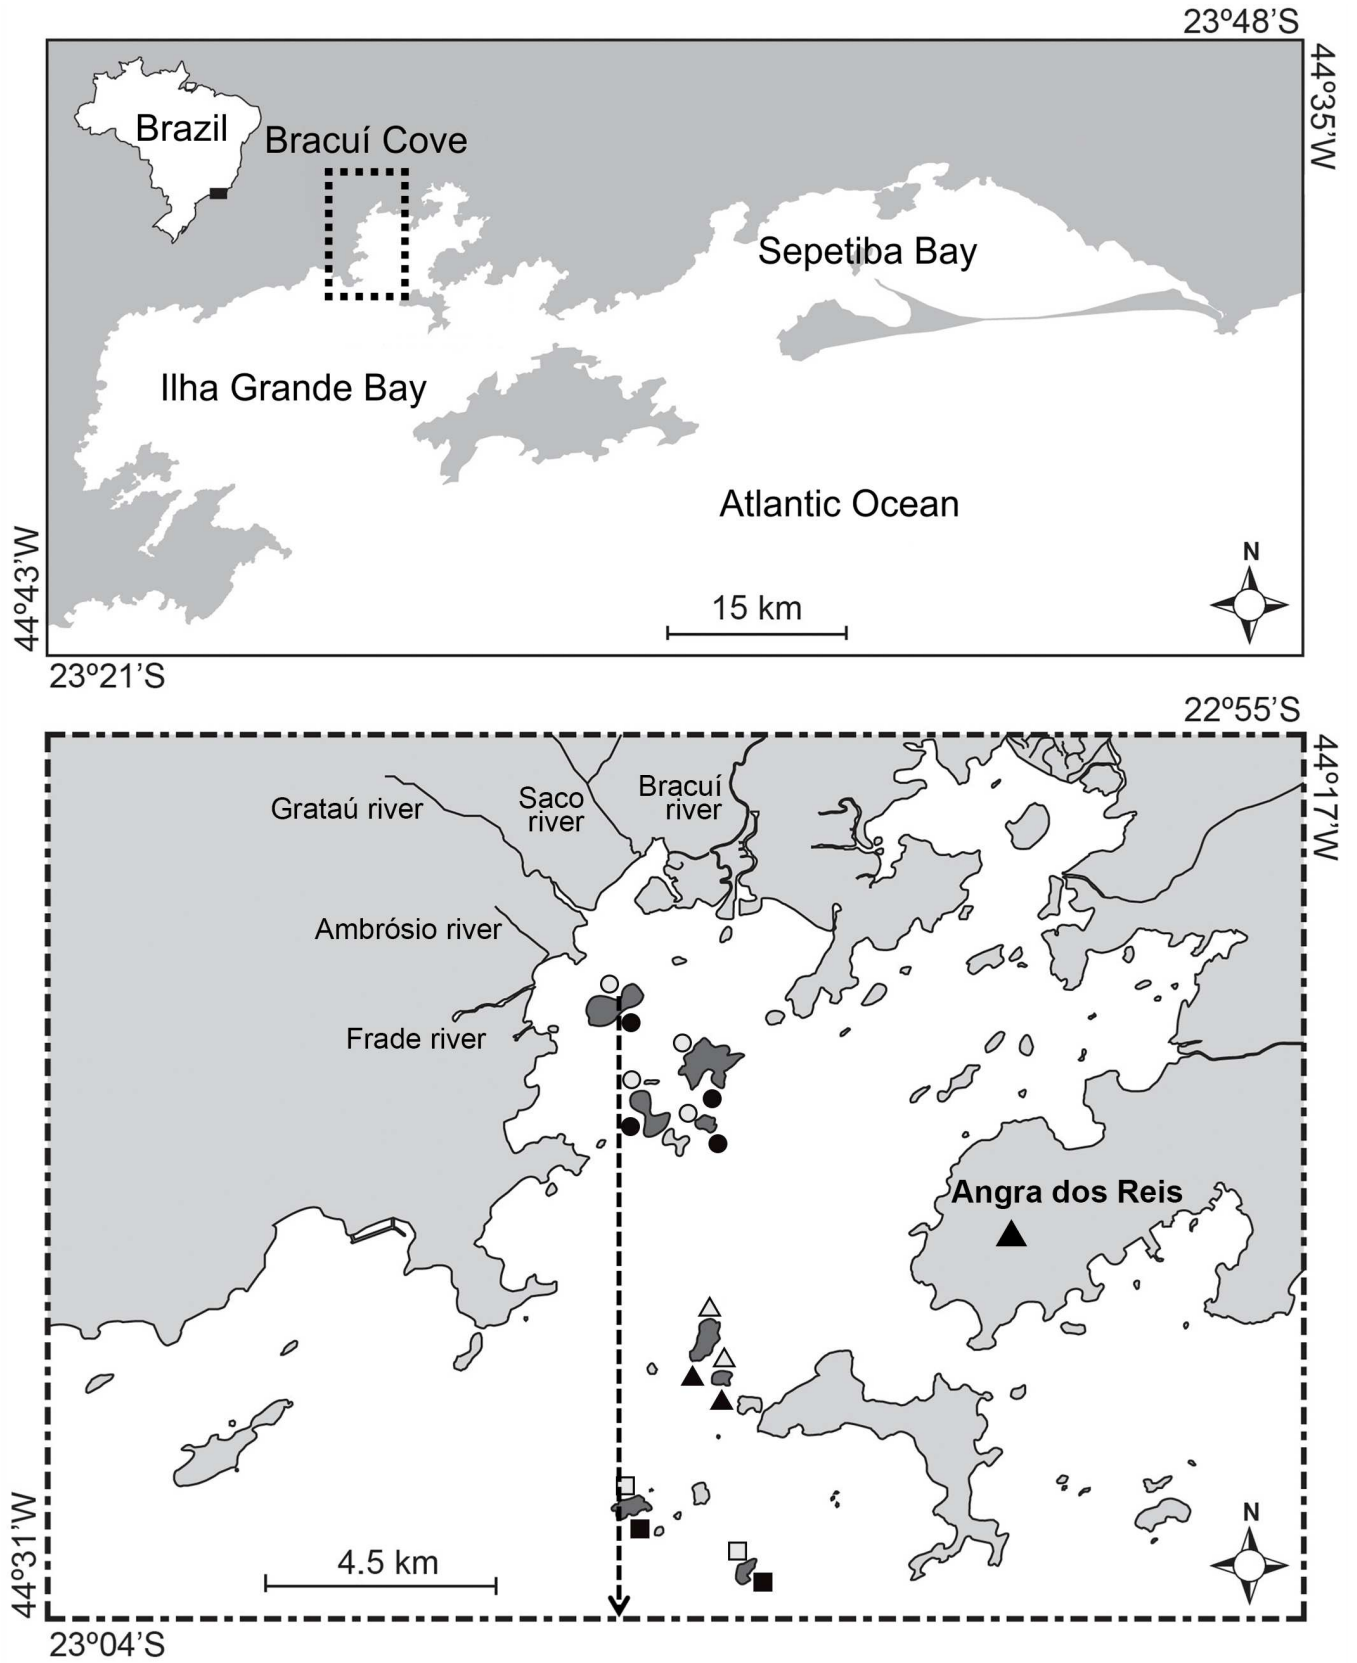 23º48'S
44º35'W
Brazil
Bracuí Cove
Sepetiba Bay
Ilha Grande Bay
Atlantic Ocean
N
15 km
44º43'W
23º21'S
22º55'S
44º17'W
Bracuí
river
Saco
river
Grataú river
Ambrósio river
Frade river
Angra dos Reis
N
4.5 km
44º31'W
23º04'S